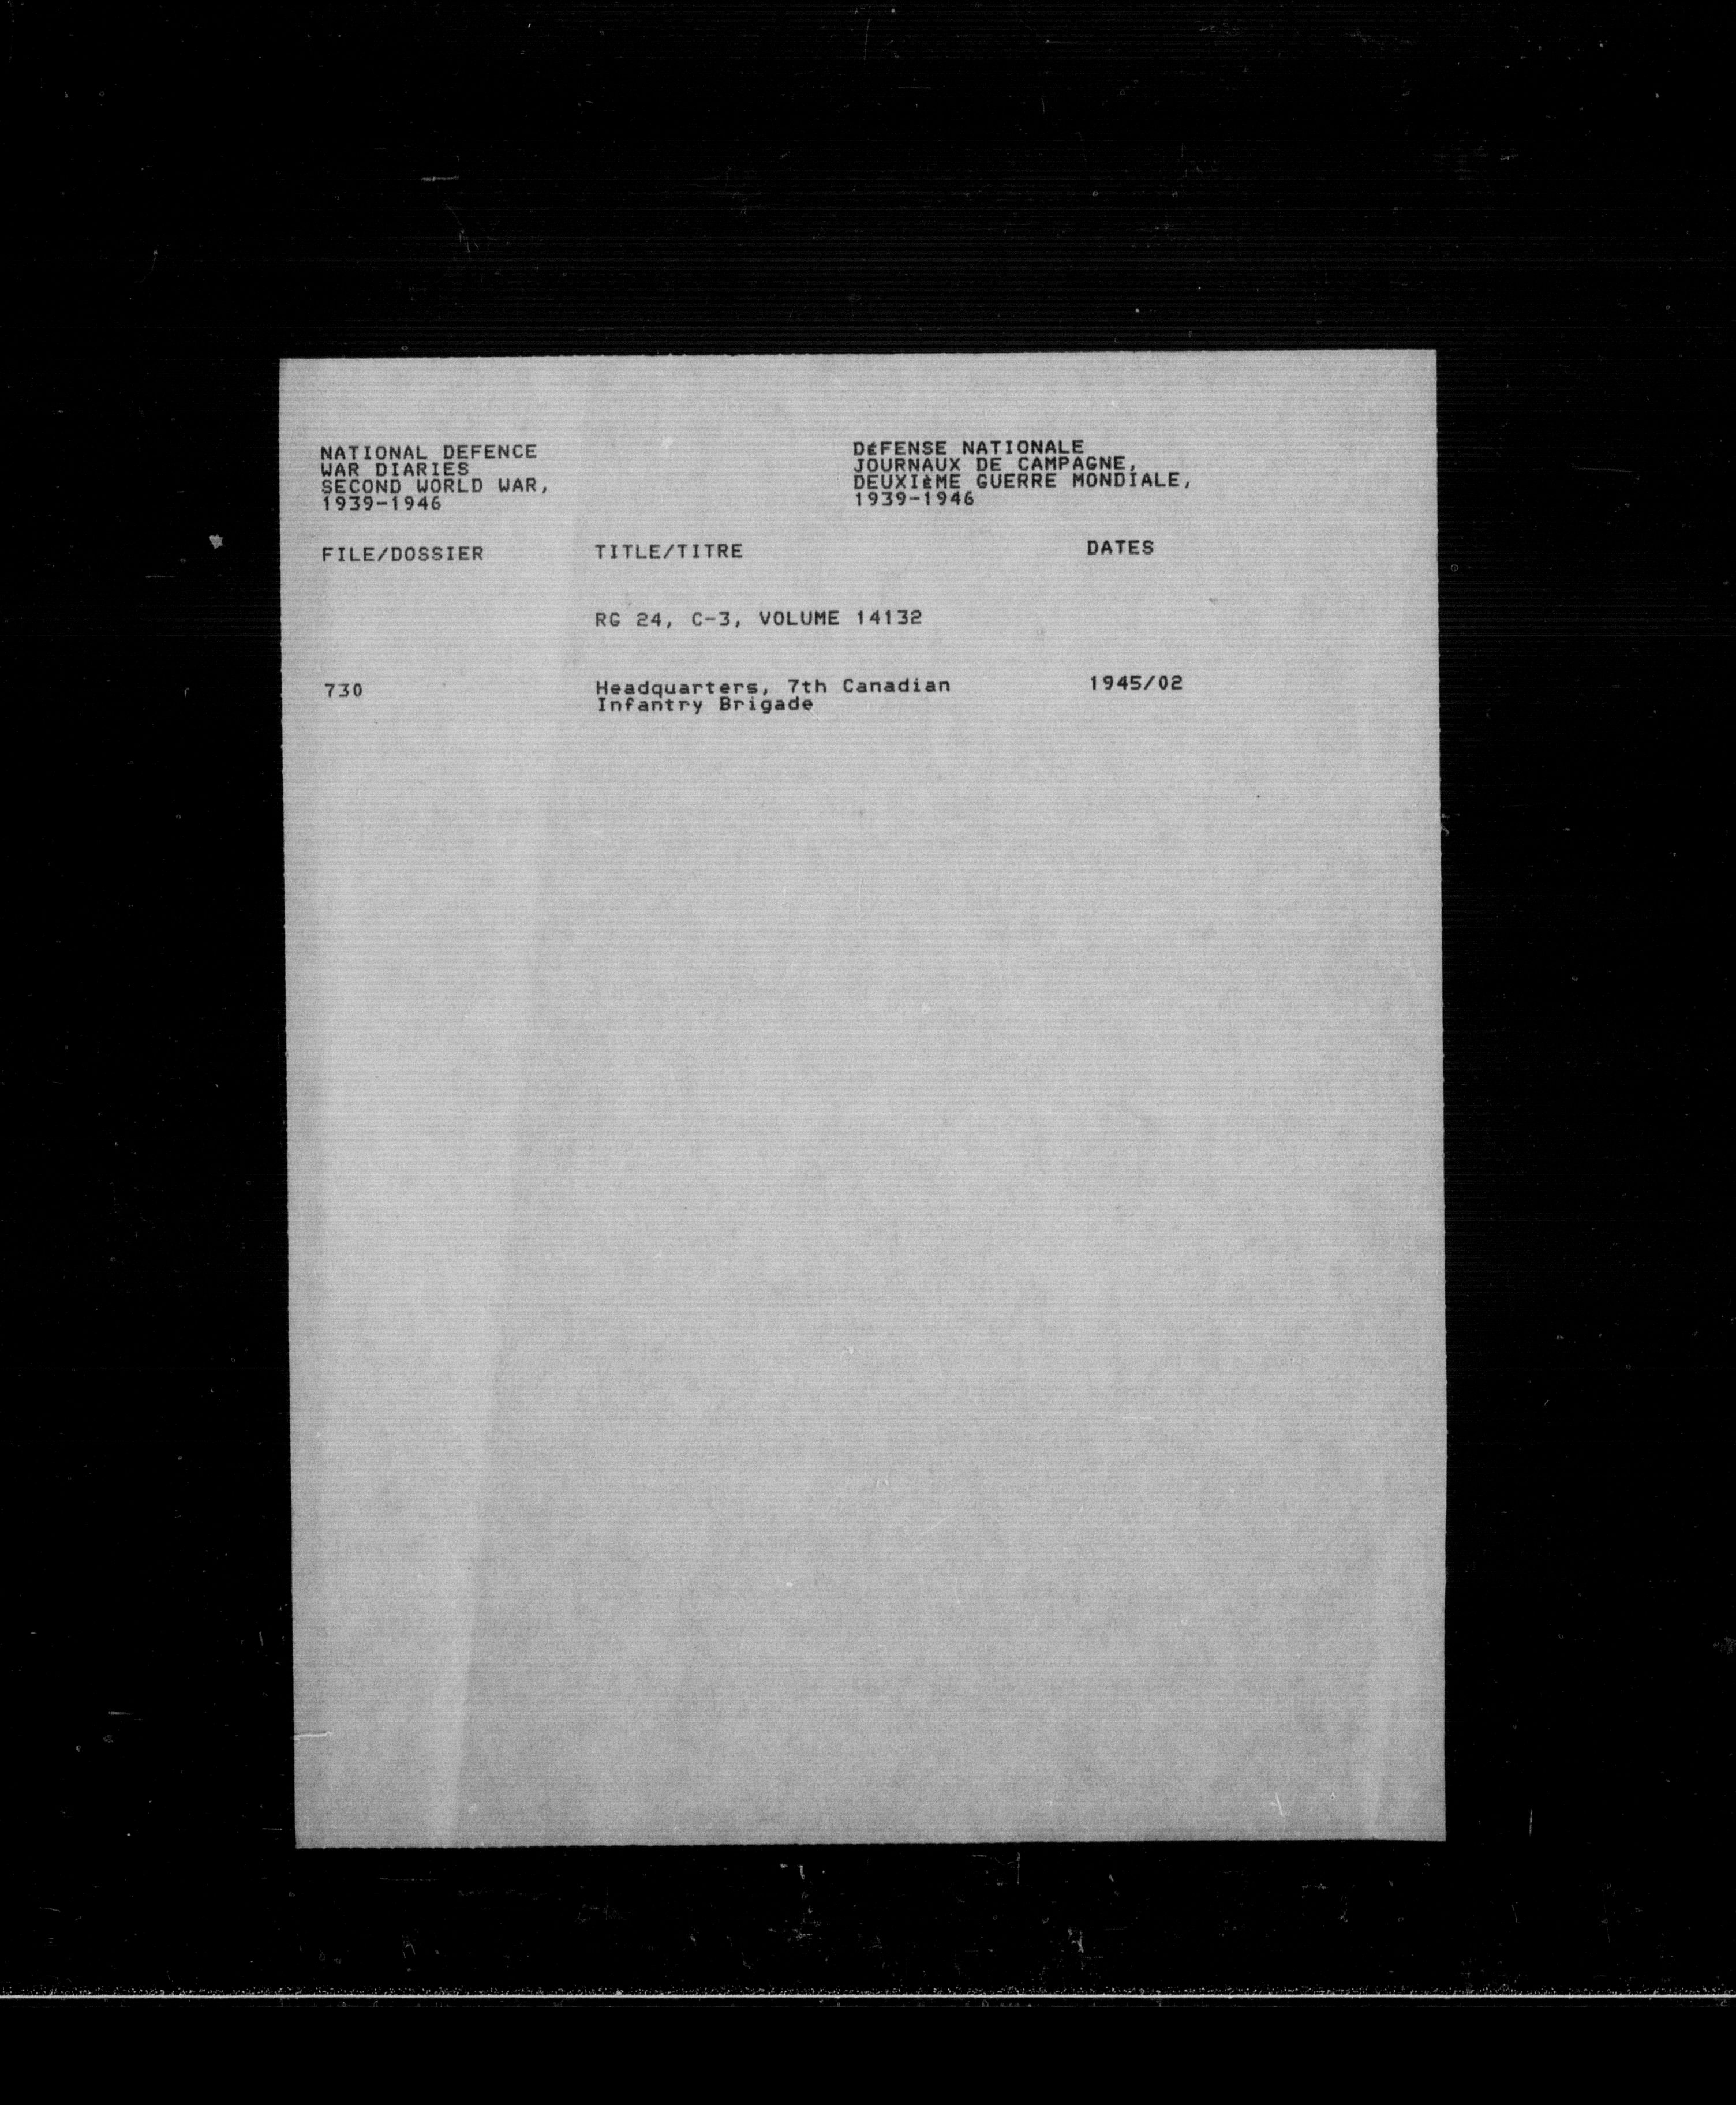 NATIONAL DEFENCE
WAR DIARIES
SECOND WORLD WAR,
1939-1946
DÉFENSE NATIONALE
JOURNAUX DE CAMPAGNE,
DEUXIÈME GUERRE MONDIALE,
1939-1946
FILE/DOSSIER TITLE/TITRE DATES
RG 24, C-3, VOLUME 14132
730 Headquarters, 7th Canadian 1945/02
Infantry Brigade